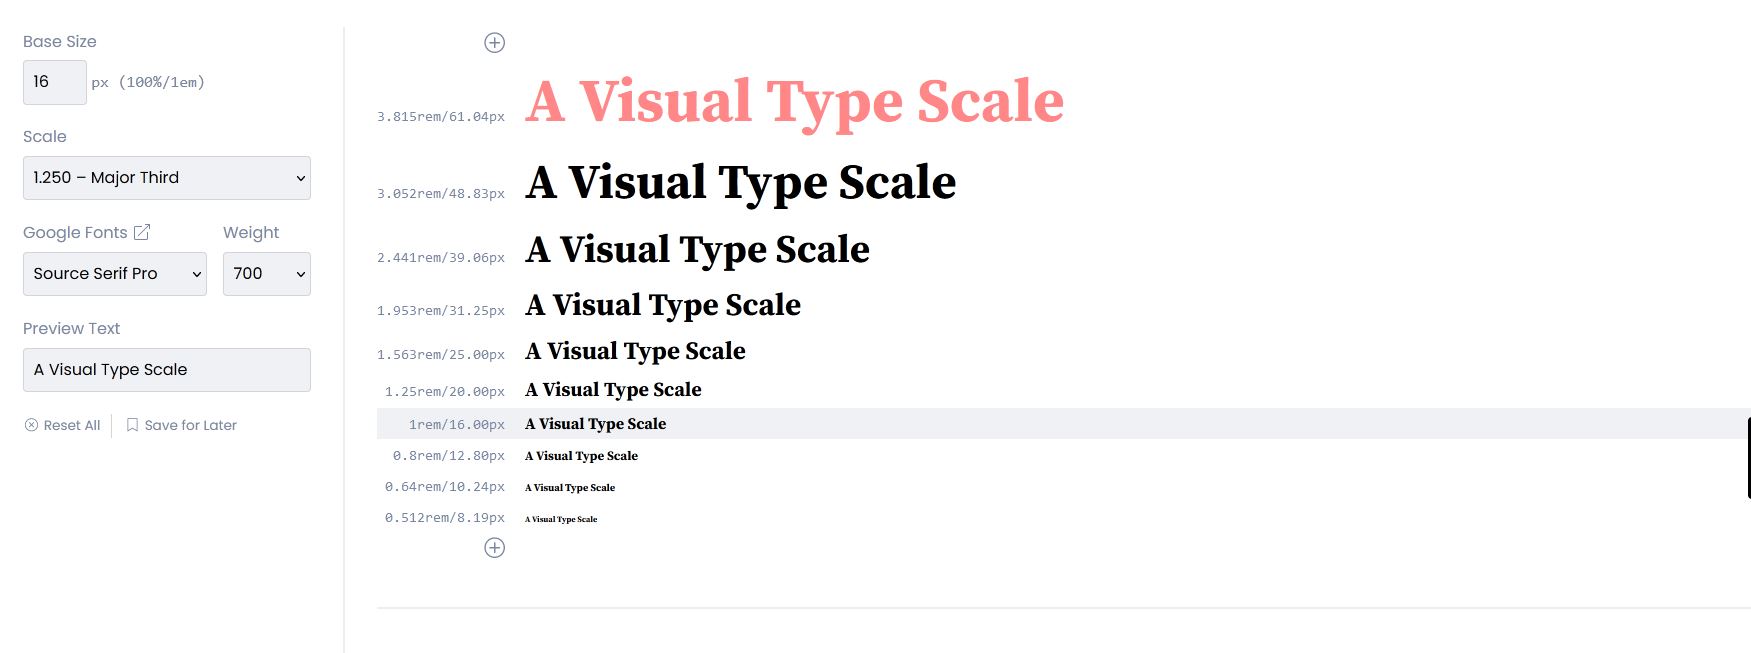 Base Size
16 px (100%/1em)
Scale
1.250 – Major Third
Google Fonts Weight
Source Serif Pro 700
Preview Text
A Visual Type Scale
Reset All Save for Later
3.815rem/61.04px A Visual Type Scale
3.052rem/48.83px A Visual Type Scale
2.441rem/39.06px A Visual Type Scale
1.953rem/31.25px A Visual Type Scale
1.563rem/25.00px A Visual Type Scale
1.25rem/20.00px A Visual Type Scale
1rem/16.00px A Visual Type Scale
0.8rem/12.80px A Visual Type Scale
0.64rem/10.24px A Visual Type Scale
0.512rem/8.19px A Visual Type Scale